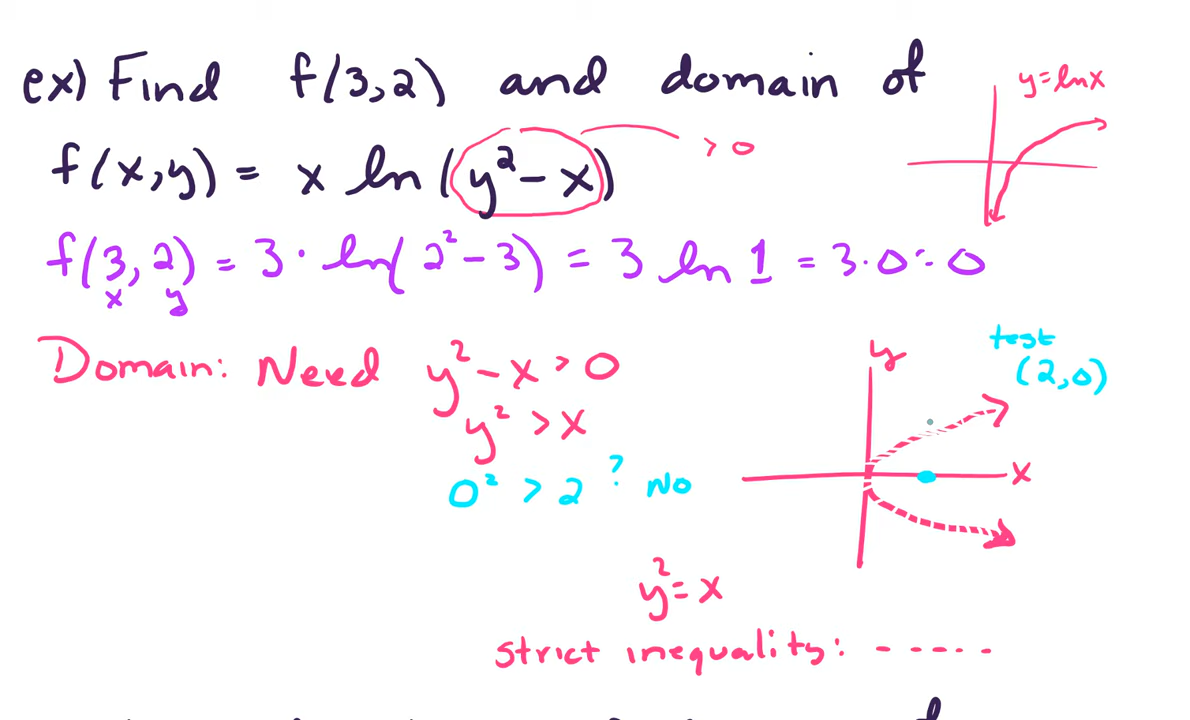 ex) Find f(3,2) and domain of
y=lnx
f(x,y) = x ln(y²-x)
> 0
f(3,2) = 3· ln(2²-3) = 3 ln 1 = 3·0 = 0
x y
Domain: Need y²-x > 0
y² > x
0² > 2 ? No
y
test
(2,0)
x
y² = x
strict inequality: -----